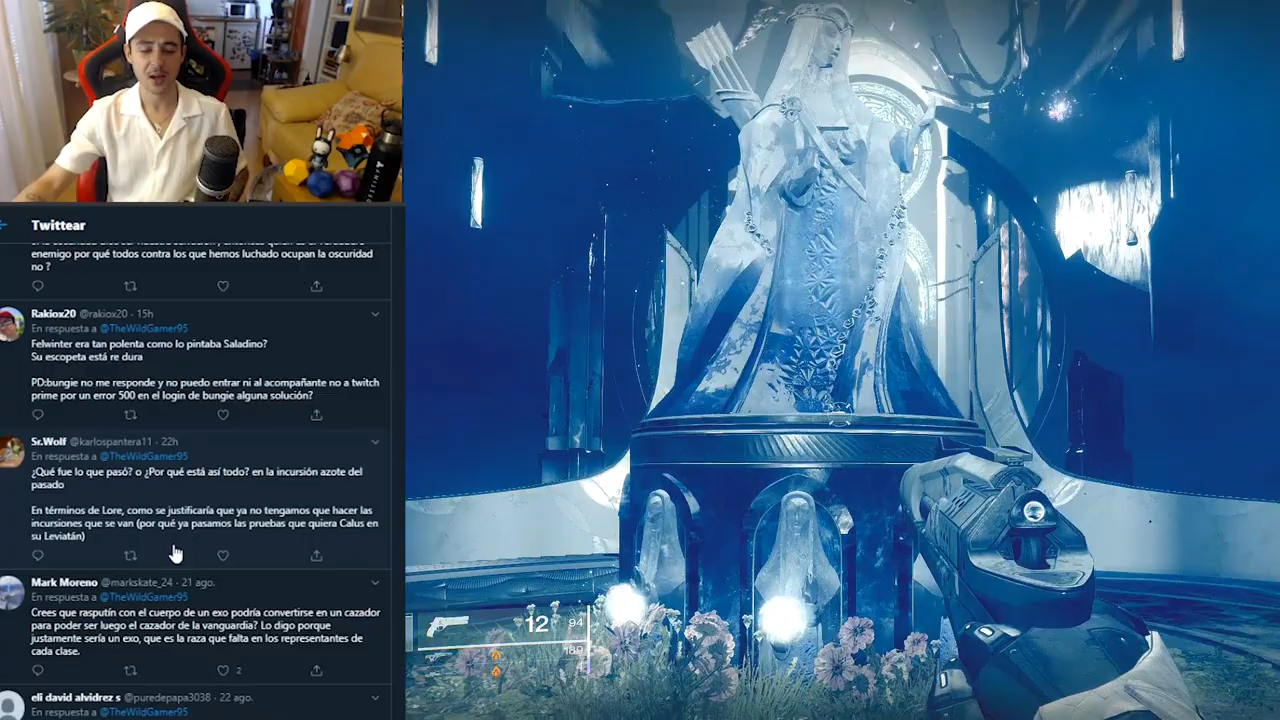 Twittear
enemigo por qué todos contra los que hemos luchado ocupan la oscuridad
no ?
Rakiox20 @rakiox20 · 15h
En respuesta a @TheWildGamer95
Felwinter era tan polenta como lo pintaba Saladino?
Su escopeta está re dura
PD:bungie no me responde y no puedo entrar ni al acompañante no a twitch
prime por un error 500 en el login de bungie alguna solución?
Sr.Wolf @karlospantera11 · 22h
En respuesta a @TheWildGamer95
¿Qué fue lo que pasó? o ¿Por qué está así todo? en la incursión azote del
pasado
En términos de Lore, como se justificaría que ya no tengamos que hacer las
incursiones que se van (por qué ya pasamos las pruebas que quiera Calus en
su Leviatán)
Mark Moreno @markskate_24 · 21 ago.
En respuesta a @TheWildGamer95
Crees que rasputín con el cuerpo de un exo podría convertirse en un cazador
para poder ser luego el cazador de la vanguardia? Lo digo porque
justamente sería un exo, que es la raza que falta en los representantes de
cada clase.
2
eli david alvidrez s @puredepapa3038 · 22 ago.
En respuesta a @TheWildGamer95
DESTINY
12 94